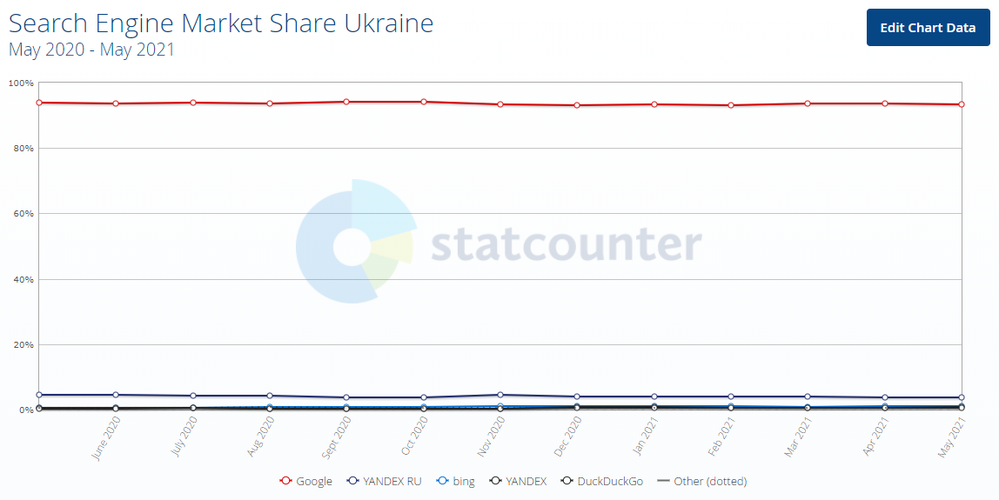 Search Engine Market Share Ukraine
May 2020 - May 2021
Edit Chart Data
100%
80%
60%
40%
20%
0%
statcounter
June 2020
July 2020
Aug 2020
Sept 2020
Oct 2020
Nov 2020
Dec 2020
Jan 2021
Feb 2021
Mar 2021
Apr 2021
May 2021
Google YANDEX RU bing YANDEX DuckDuckGo Other (dotted)